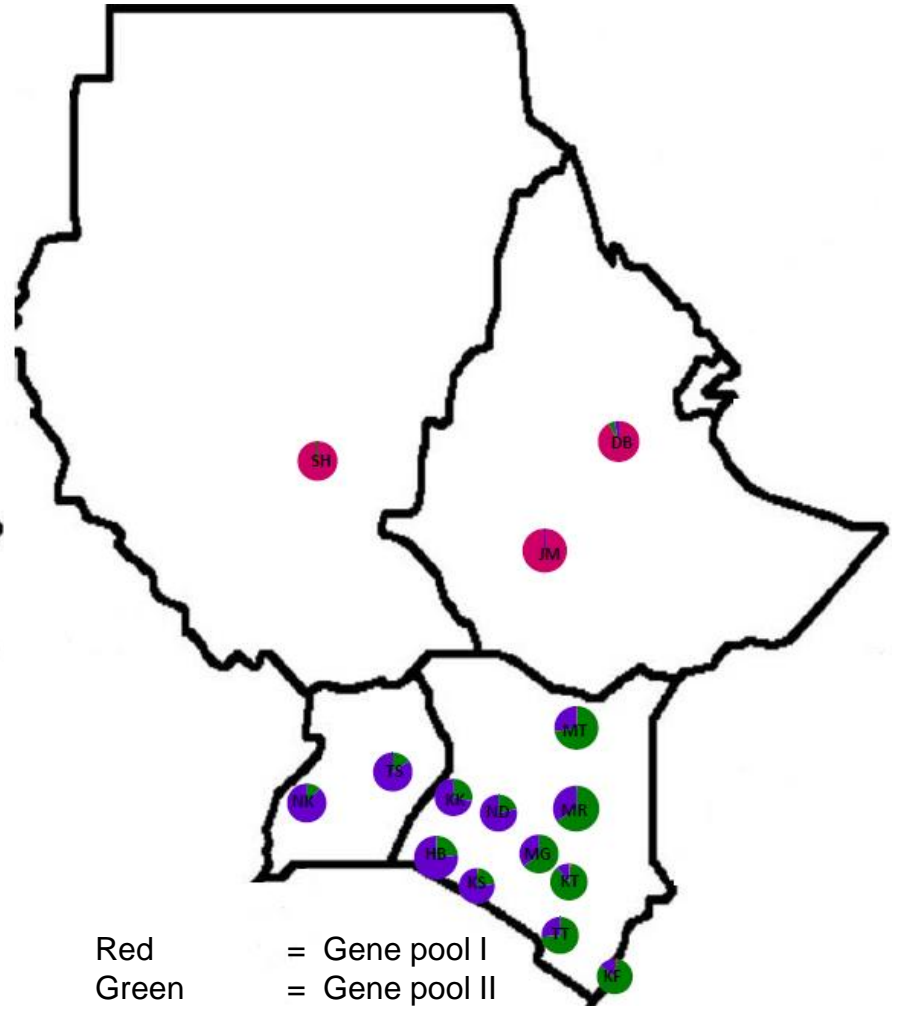 SH
DB
JM
MT
TS
NK
KK
ND
MR
HB
MG
KS
KT
TT
KF
Red = Gene pool I
Green = Gene pool II